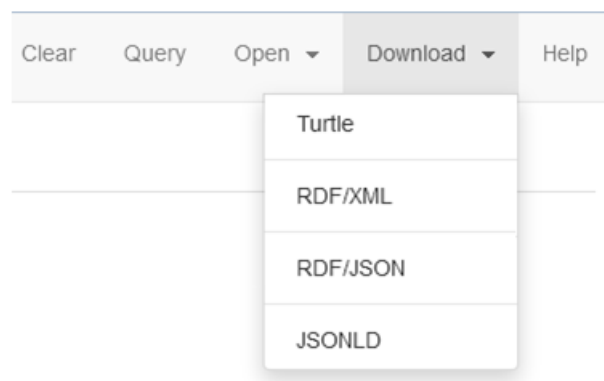 Clear Query Open Download Help
Turtle
RDF/XML
RDF/JSON
JSONLD